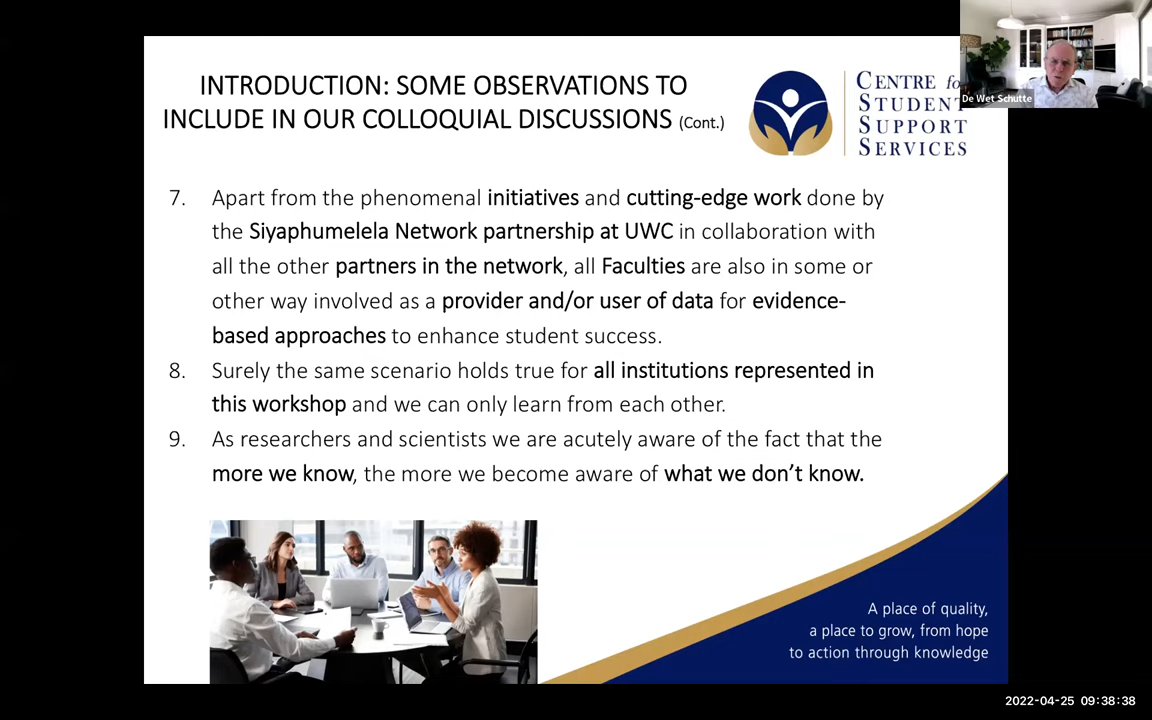 INTRODUCTION: SOME OBSERVATIONS TO
INCLUDE IN OUR COLLOQUIAL DISCUSSIONS (Cont.)
CENTRE fo
STUDENT
SUPPORT
SERVICES
De Wet Schutte
7. Apart from the phenomenal initiatives and cutting-edge work done by
the Siyaphumelela Network partnership at UWC in collaboration with
all the other partners in the network, all Faculties are also in some or
other way involved as a provider and/or user of data for evidence-
based approaches to enhance student success.
8. Surely the same scenario holds true for all institutions represented in
this workshop and we can only learn from each other.
9. As researchers and scientists we are acutely aware of the fact that the
more we know, the more we become aware of what we don’t know.
A place of quality,
a place to grow, from hope
to action through knowledge
2022-04-25 09:38:38